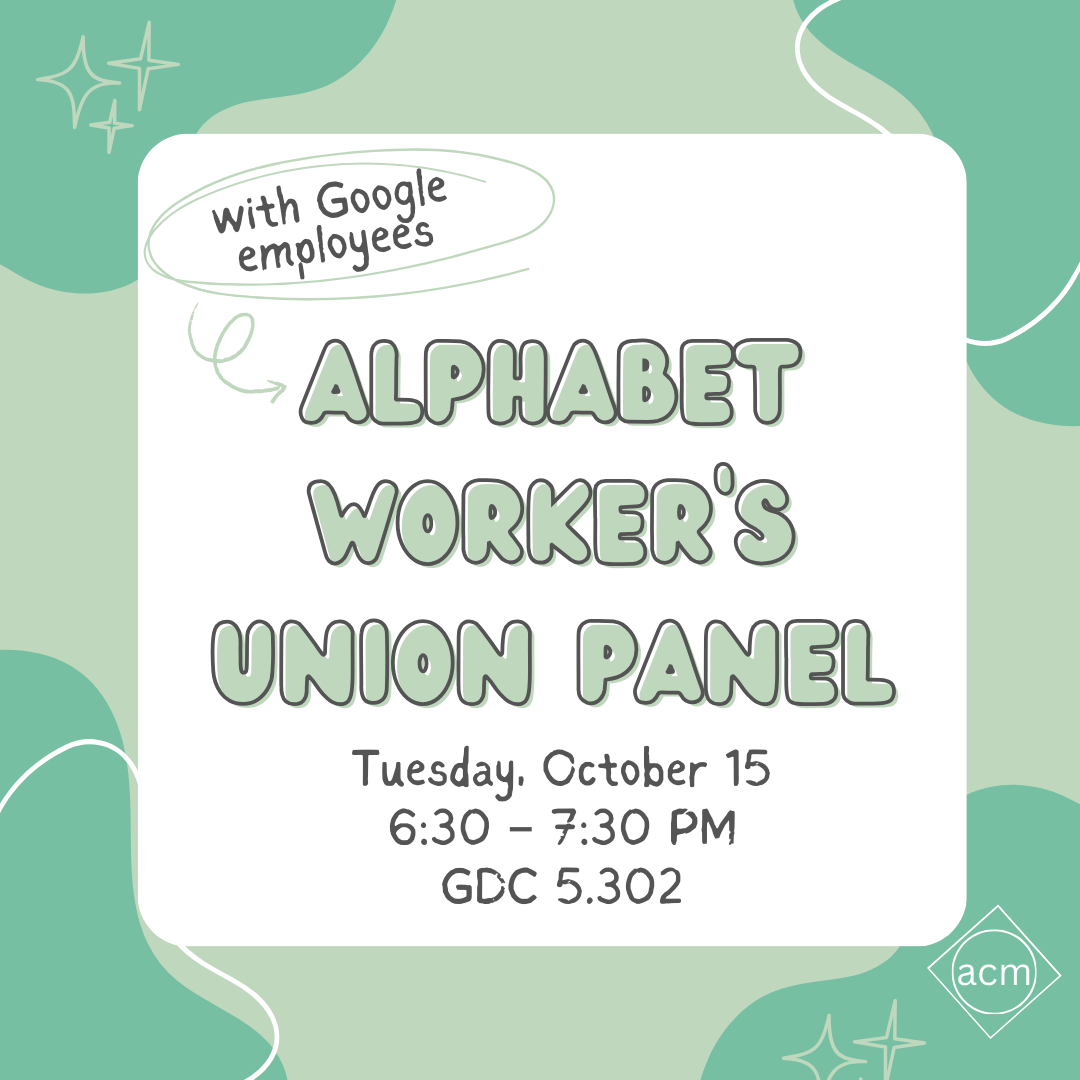 with Google
employees
ALPHABET
WORKER'S
UNION PANEL
Tuesday, October 15
6:30 – 7:30 PM
GDC 5.302
acm